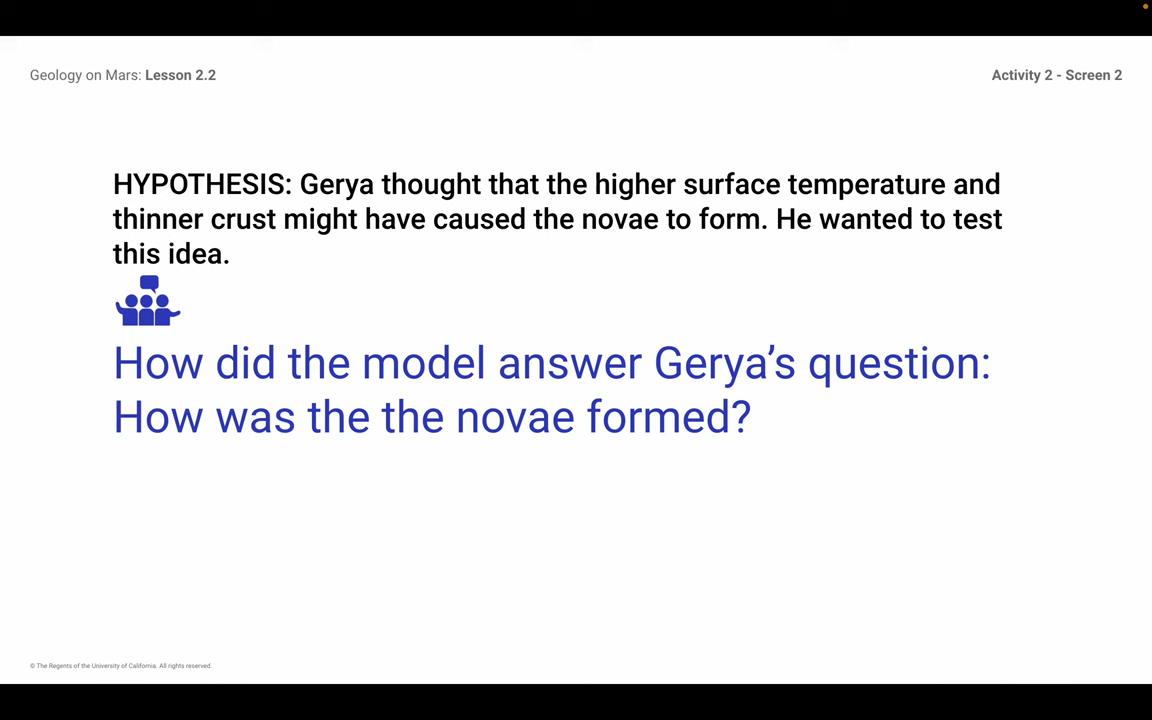 Geology on Mars: Lesson 2.2
Activity 2 - Screen 2
HYPOTHESIS: Gerya thought that the higher surface temperature and
thinner crust might have caused the novae to form. He wanted to test
this idea.
How did the model answer Gerya’s question:
How was the the novae formed?
© The Regents of the University of California. All rights reserved.